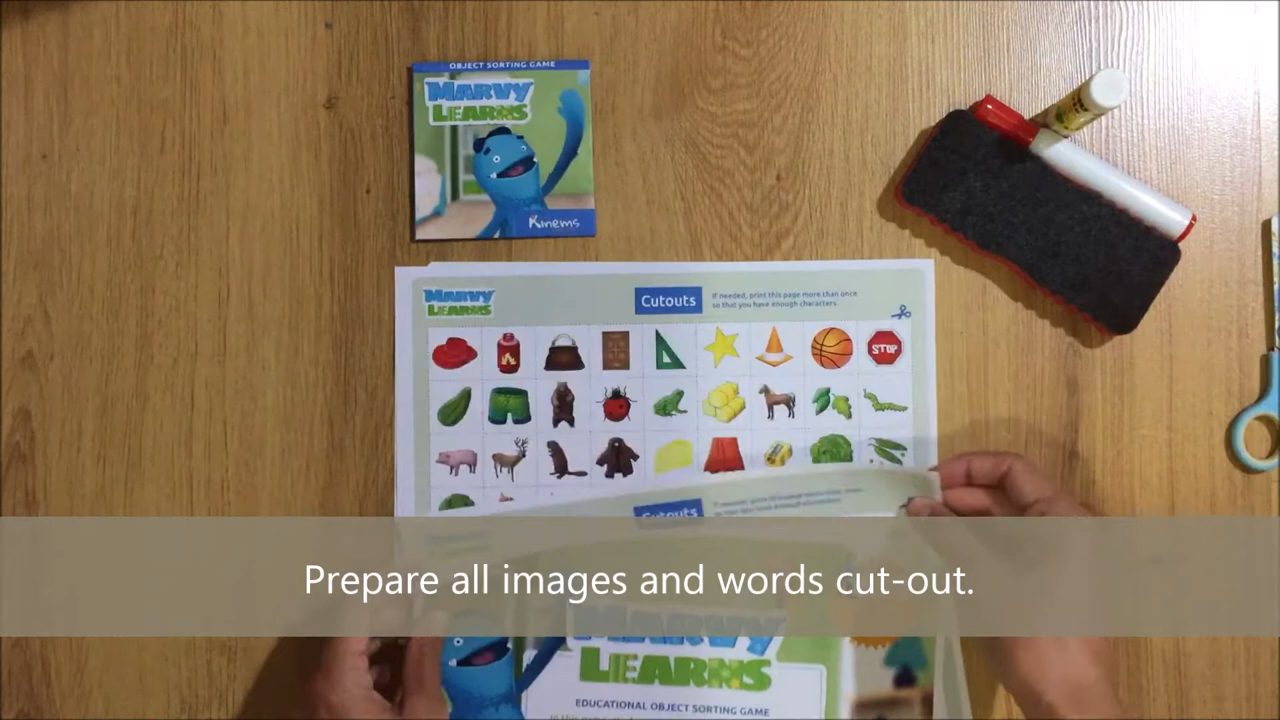 OBJECT SORTING GAME
MARVY
LEARNS
Kinems
MARVY
LEARNS
Cutouts
If needed, print this page more than once
so that you have enough characters.
STOP
Cutouts
Prepare all images and words cut-out.
MARVY
LEARNS
EDUCATIONAL OBJECT SORTING GAME